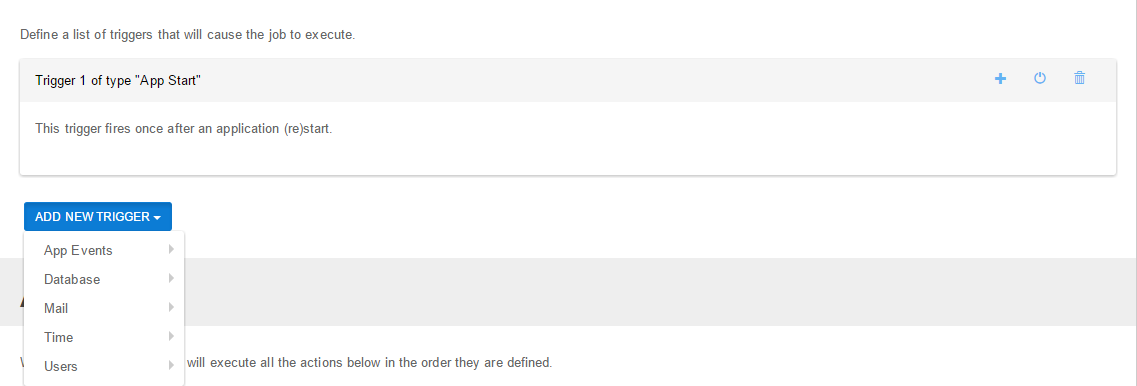 Define a list of triggers that will cause the job to execute.
Trigger 1 of type "App Start"
This trigger fires once after an application (re)start.
ADD NEW TRIGGER
App Events
Database
Mail
Time
Users
will execute all the actions below in the order they are defined.